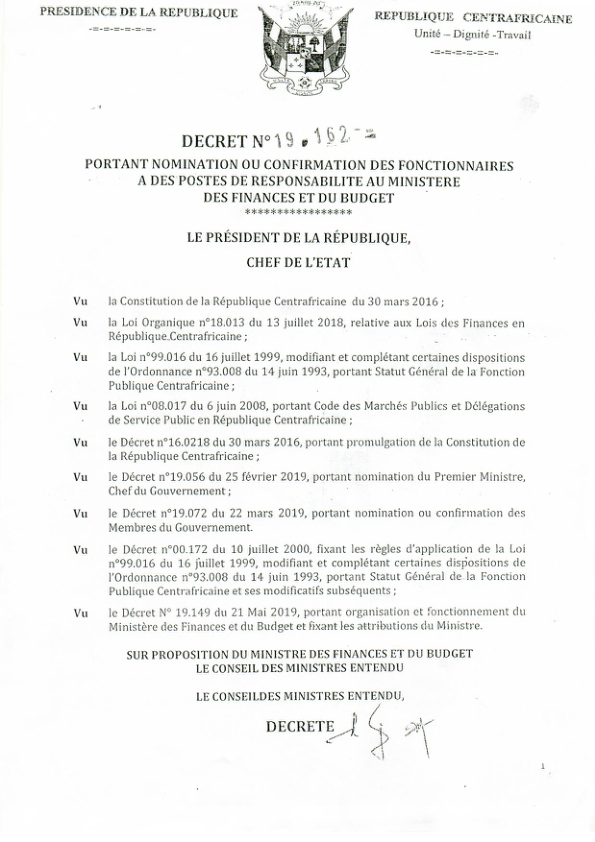 PRESIDENCE DE LA REPUBLIQUE
-=-=-=-=-=-
REPUBLIQUE CENTRAFRICAINE
Unité – Dignité -Travail
-=-=-=-=-=-
DECRET N° 19.162
PORTANT NOMINATION OU CONFIRMATION DES FONCTIONNAIRES
A DES POSTES DE RESPONSABILITE AU MINISTERE
DES FINANCES ET DU BUDGET
*****************
LE PRÉSIDENT DE LA RÉPUBLIQUE,
CHEF DE L'ETAT
Vu la Constitution de la République Centrafricaine du 30 mars 2016 ;
Vu la Loi Organique n°18.013 du 13 juillet 2018, relative aux Lois des Finances en
République Centrafricaine ;
Vu la Loi n°99.016 du 16 juillet 1999, modifiant et complétant certaines dispositions
de l'Ordonnance n°93.008 du 14 juin 1993, portant Statut Général de la Fonction
Publique Centrafricaine ;
Vu la Loi n°08.017 du 6 juin 2008, portant Code des Marchés Publics et Délégations
de Service Public en République Centrafricaine ;
Vu le Décret n°16.0218 du 30 mars 2016, portant promulgation de la Constitution de
la République Centrafricaine ;
Vu le Décret n°19.056 du 25 février 2019, portant nomination du Premier Ministre,
Chef du Gouvernement ;
Vu le Décret n°19.072 du 22 mars 2019, portant nomination ou confirmation des
Membres du Gouvernement.
Vu le Décret n°00.172 du 10 juillet 2000, fixant les règles d'application de la Loi
n°99.016 du 16 juillet 1999, modifiant et complétant certaines dispositions de
l'Ordonnance n°93.008 du 14 juin 1993, portant Statut Général de la Fonction
Publique Centrafricaine et ses modificatifs subséquents ;
Vu le Décret N° 19.149 du 21 Mai 2019, portant organisation et fonctionnement du
Ministère des Finances et du Budget et fixant les attributions du Ministre.
SUR PROPOSITION DU MINISTRE DES FINANCES ET DU BUDGET
LE CONSEIL DES MINISTRES ENTENDU
LE CONSEILDES MINISTRES ENTENDU,
DECRETE
1